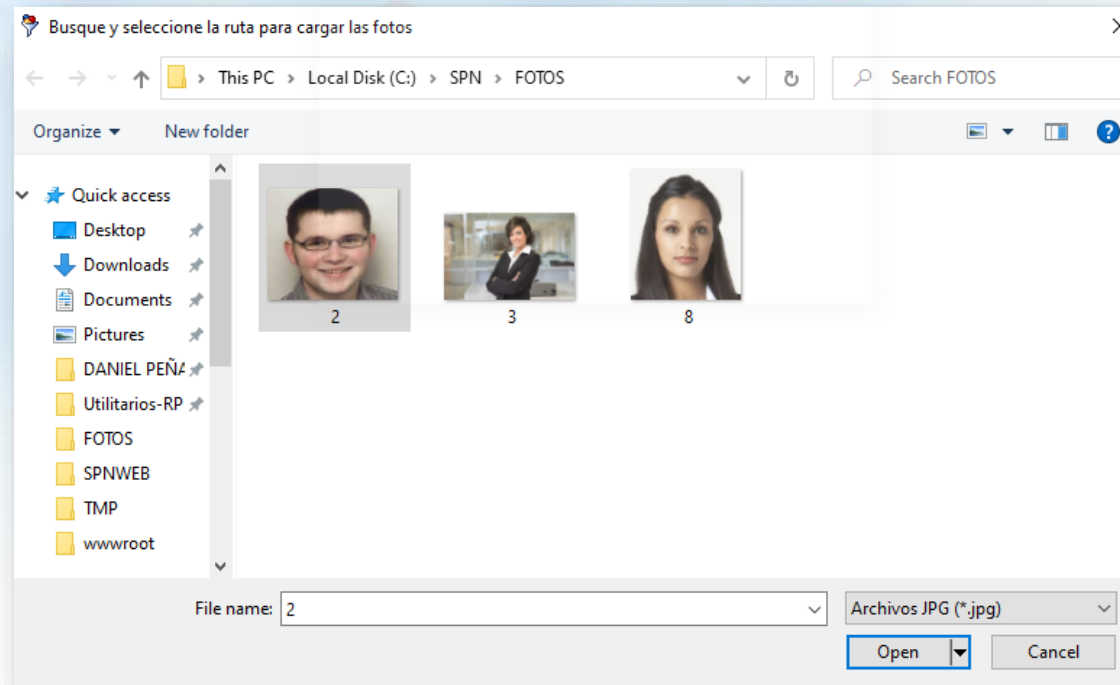 Busque y seleccione la ruta para cargar las fotos
This PC > Local Disk (C:) > SPN > FOTOS
Search FOTOS
Organize
New folder
Quick access
Desktop
Downloads
Documents
Pictures
DANIEL PEÑA
Utilitarios-RP
FOTOS
SPNWEB
TMP
wwwroot
2
3
8
File name: 2
Archivos JPG (*.jpg)
Open
Cancel